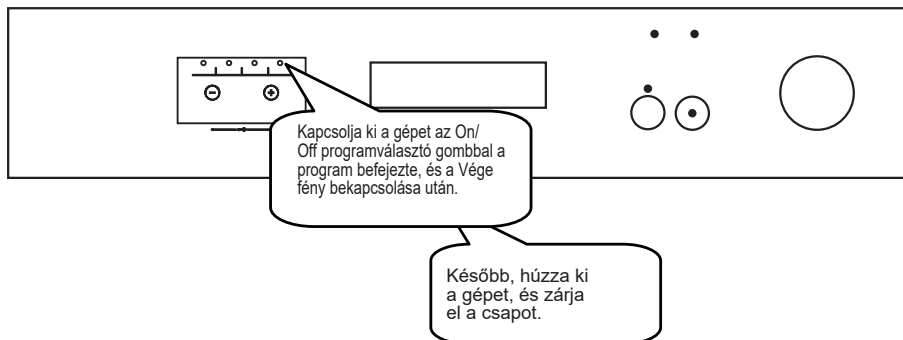 Kapcsolja ki a gépet az On/
Off programválasztó gombbal a
program befejezte, és a Vége
fény bekapcsolása után.
Később, húzza ki
a gépet, és zárja
el a csapot.